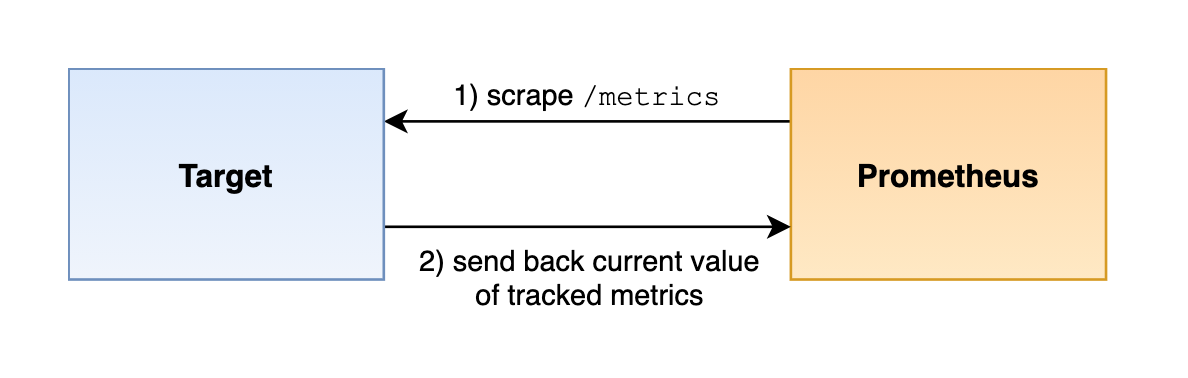 1) scrape /metrics
Target
Prometheus
2) send back current value
of tracked metrics